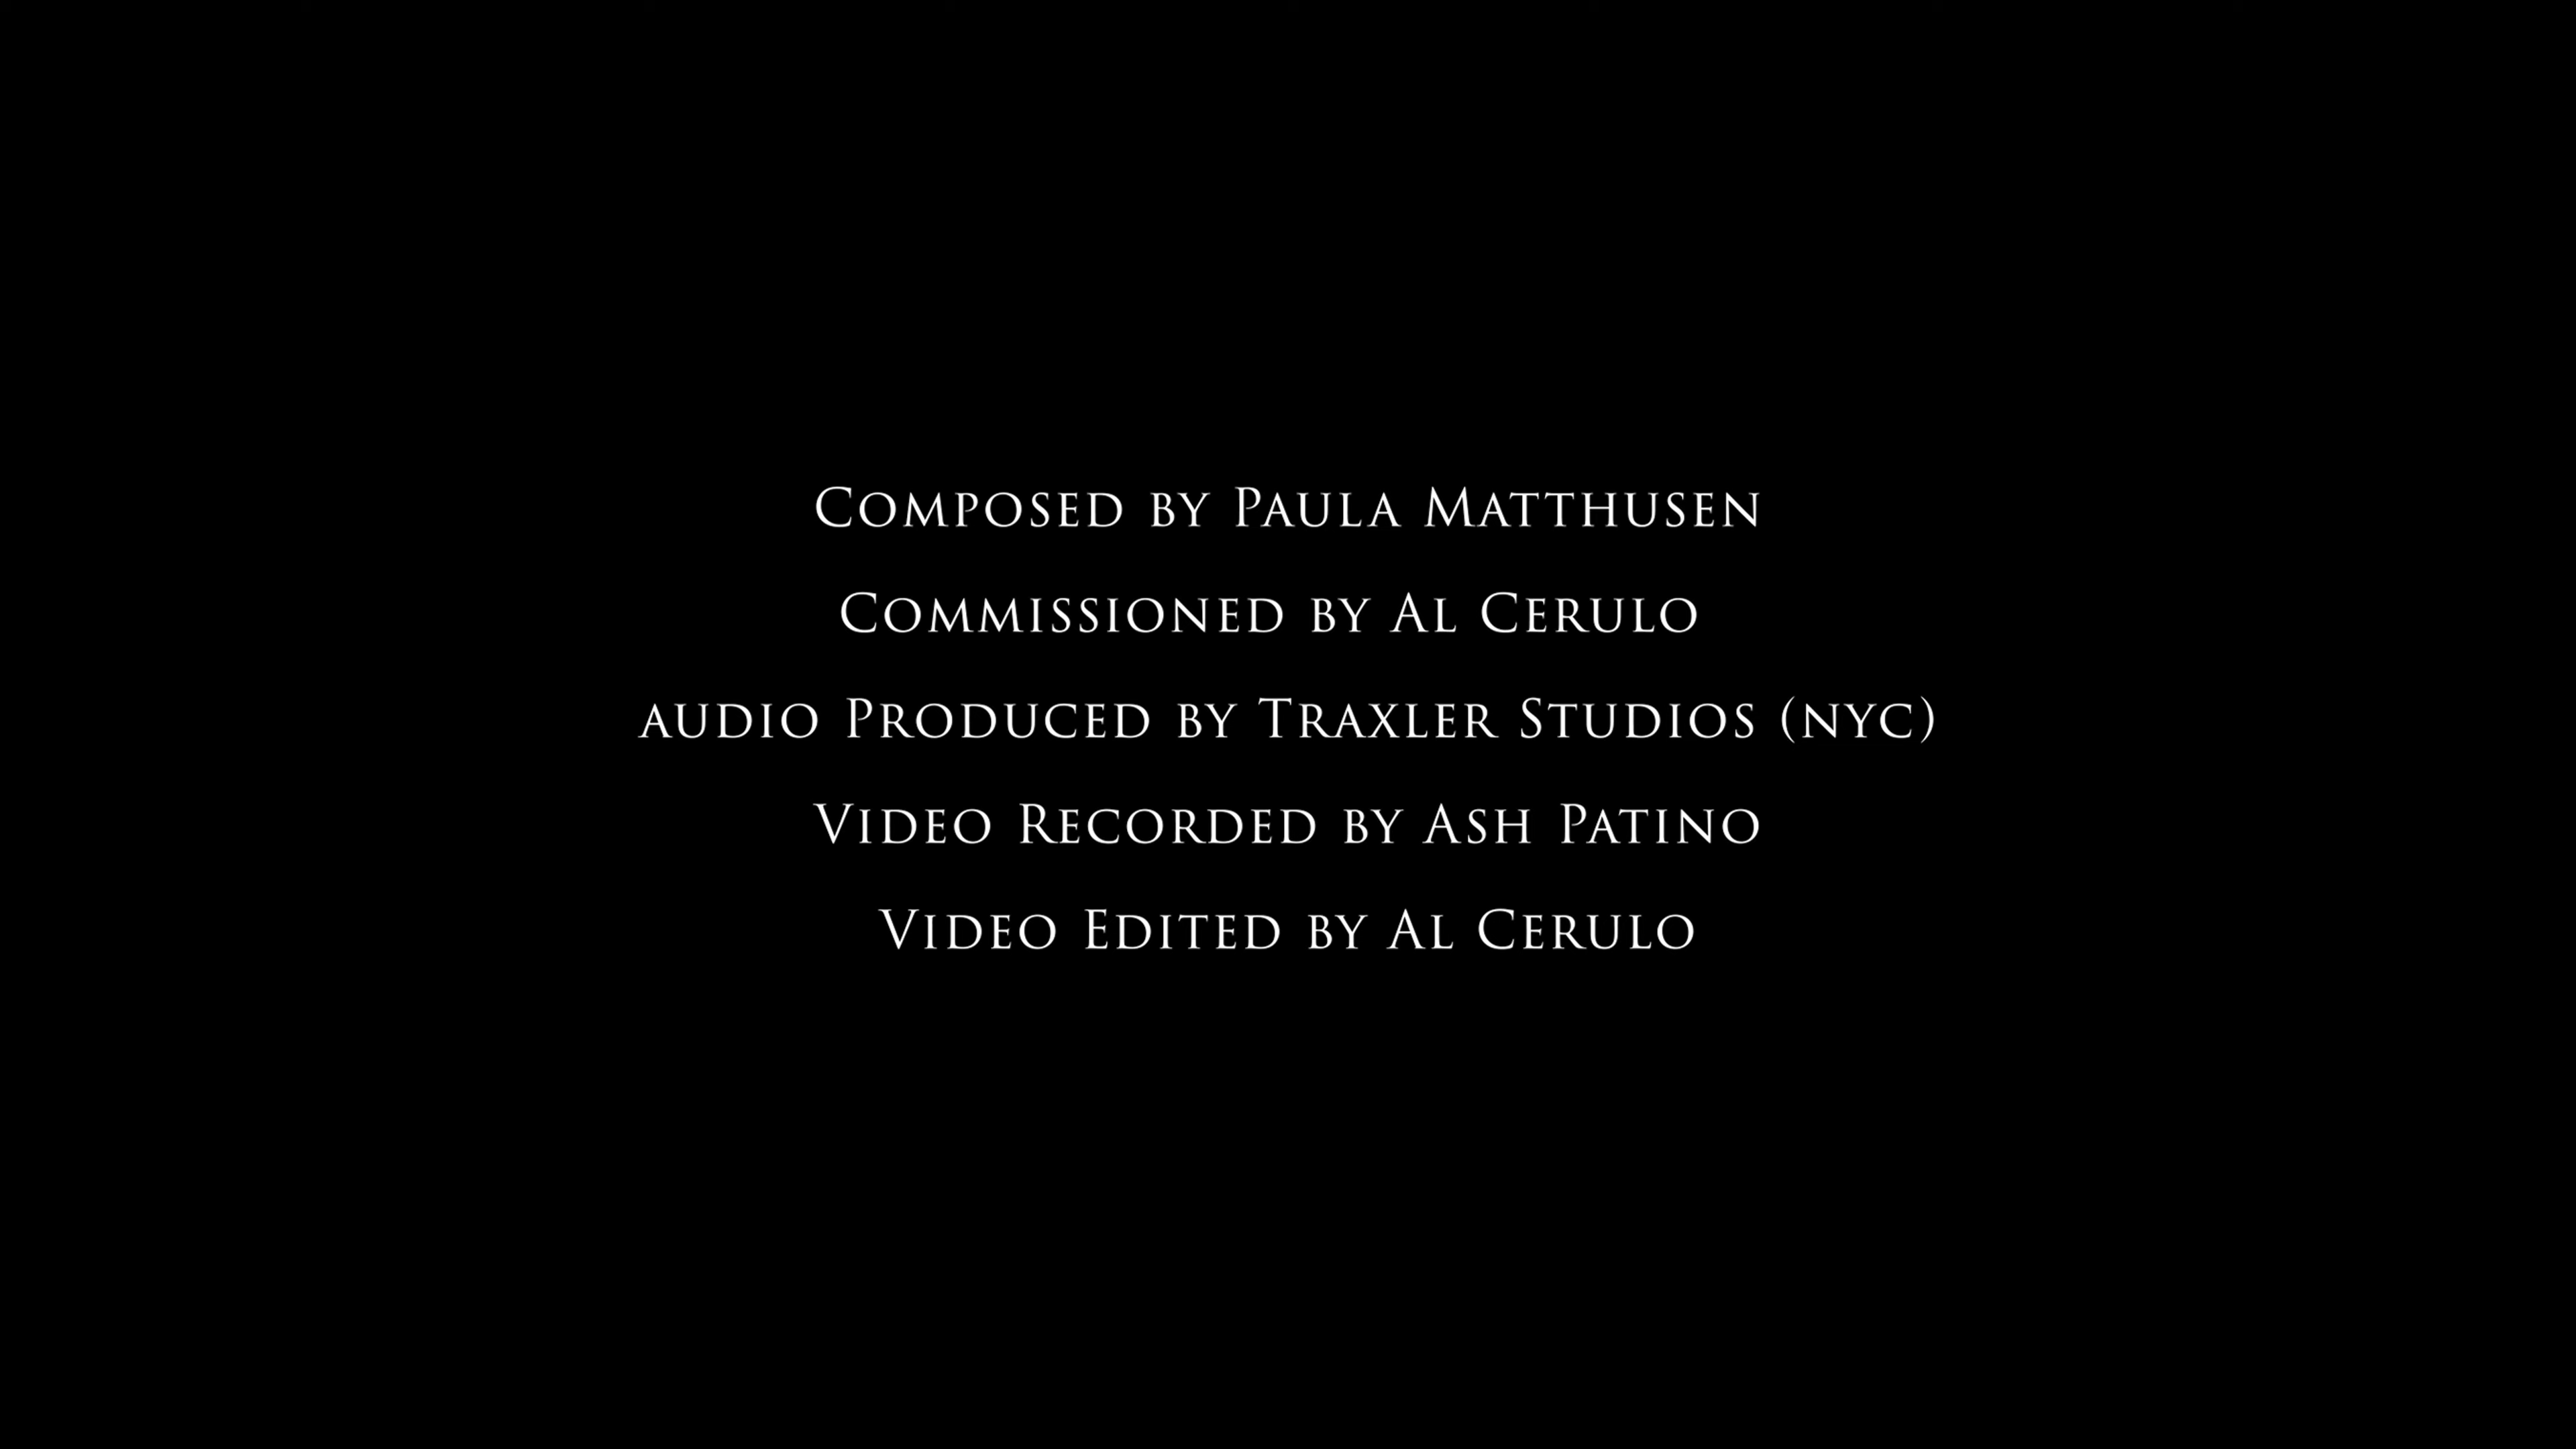 Composed by Paula Matthusen
Commissioned by Al Cerulo
audio Produced by Traxler Studios (nyc)
Video Recorded by Ash Patino
Video Edited by Al Cerulo